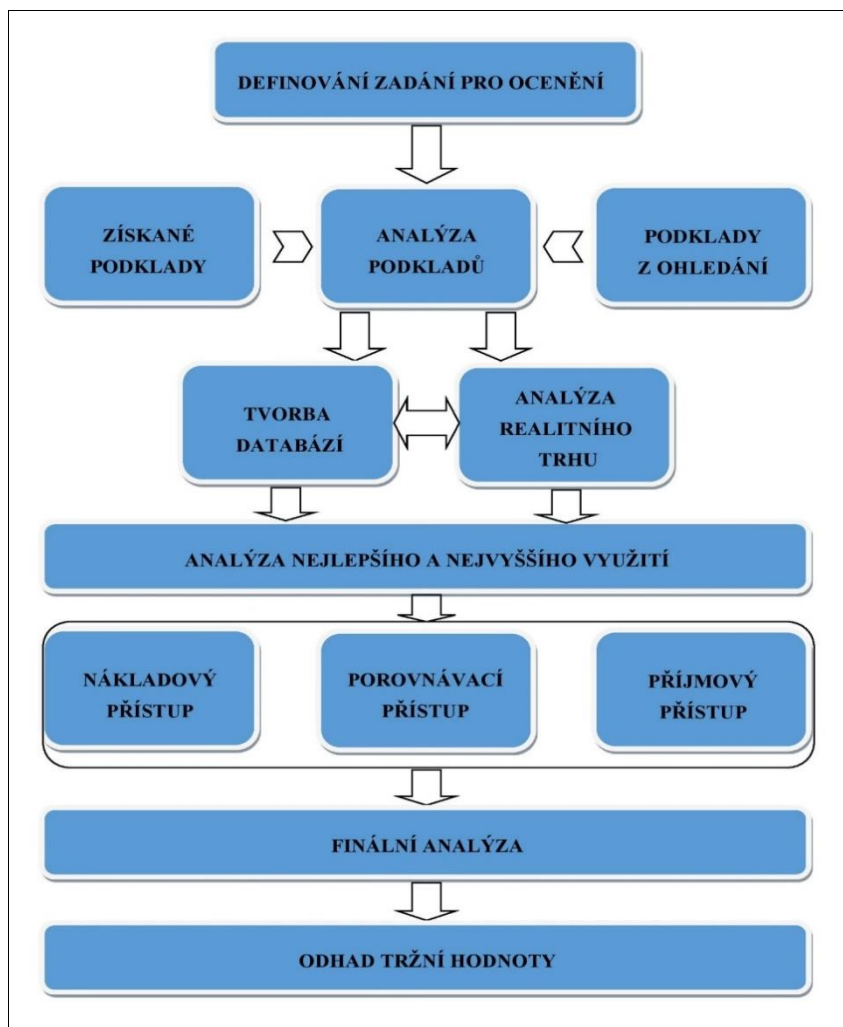 DEFINOVÁNÍ ZADÁNÍ PRO OCENĚNÍ
ZÍSKANÉ
PODKLADY
ANALÝZA
PODKLADŮ
PODKLADY
Z OHLEDÁNÍ
TVORBA
DATABÁZÍ
ANALÝZA
REALITNÍHO
TRHU
ANALÝZA NEJLEPŠÍHO A NEJVYŠŠÍHO VYUŽITÍ
NÁKLADOVÝ
PŘÍSTUP
POROVNÁVACÍ
PŘÍSTUP
PŘÍJMOVÝ
PŘÍSTUP
FINÁLNÍ ANALÝZA
ODHAD TRŽNÍ HODNOTY